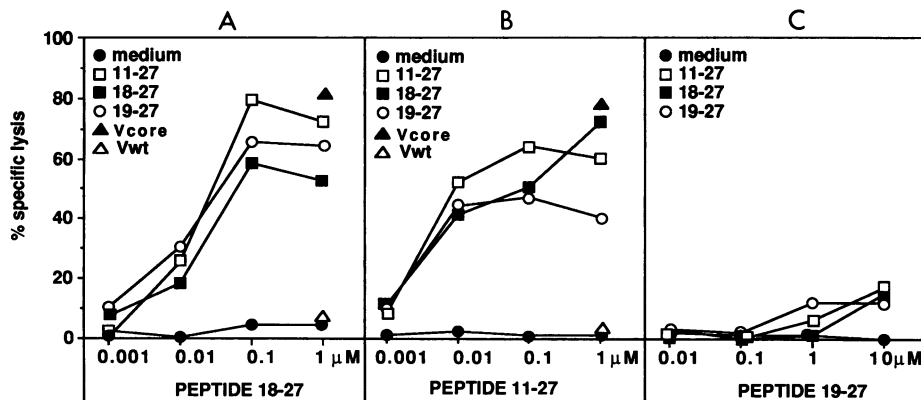 A
B
C
% specific lysis
100
80
60
40
20
0
medium
11-27
18-27
19-27
Vcore
Vwt
medium
11-27
18-27
19-27
Vcore
Vwt
medium
11-27
18-27
19-27
0.001 0.01 0.1 1 μM
0.001 0.01 0.1 1 μM
0.01 0.1 1 10μM
PEPTIDE 18-27
PEPTIDE 11-27
PEPTIDE 19-27